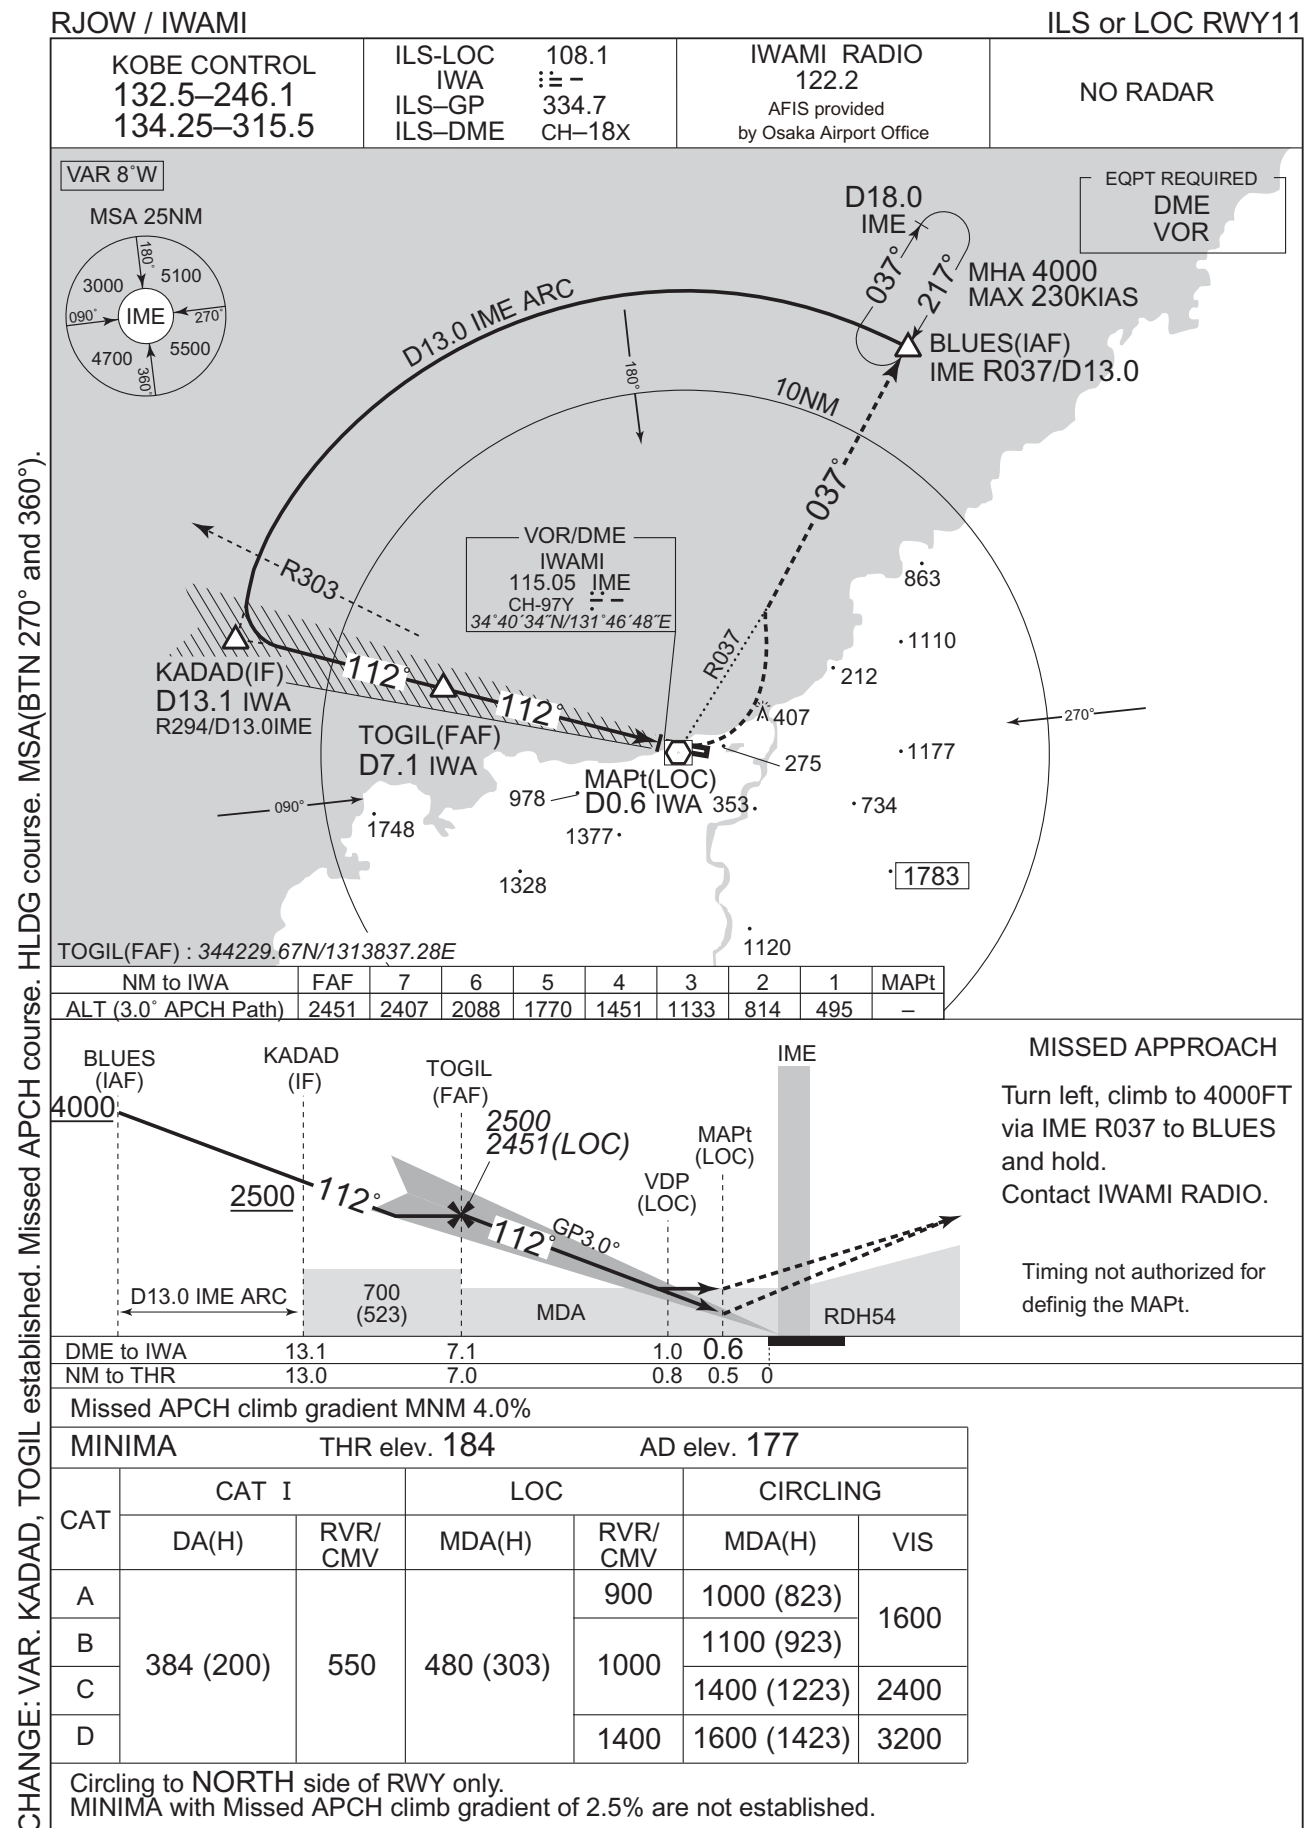 RJOW / IWAMI
ILS or LOC RWY11
KOBE CONTROL
132.5–246.1
134.25–315.5
ILS-LOC 108.1
IWA
ILS–GP 334.7
ILS–DME CH–18X
IWAMI RADIO
122.2
AFIS provided
by Osaka Airport Office
NO RADAR
VAR 8˚W
MSA 25NM
180˚
3000
5100
090˚
IME
270˚
4700
5500
360˚
EQPT REQUIRED
DME
VOR
D18.0
IME
037°
217°
MHA 4000
MAX 230KIAS
BLUES(IAF)
IME R037/D13.0
D13.0 IME ARC
180˚
10NM
037°
R303
VOR/DME
IWAMI
115.05 IME
CH-97Y
34°40´34˝N/131°46´48˝E
R037
863
1110
212
407
275
1177
270°
KADAD(IF)
D13.1 IWA
R294/D13.0IME
112°
112°
TOGIL(FAF)
D7.1 IWA
MAPt(LOC)
D0.6 IWA
090°
978
353
734
1748
1377
1328
1783
1120
TOGIL(FAF) : 344229.67N/1313837.28E
NM to IWA FAF 7 6 5 4 3 2 1 MAPt
ALT (3.0˚ APCH Path) 2451 2407 2088 1770 1451 1133 814 495 –
BLUES
(IAF)
KADAD
(IF)
TOGIL
(FAF)
IME
4000
2500
2500
2451(LOC)
MAPt
(LOC)
VDP
(LOC)
112°
112°
GP3.0°
D13.0 IME ARC
700
(523)
MDA
RDH54
MISSED APPROACH
Turn left, climb to 4000FT
via IME R037 to BLUES
and hold.
Contact IWAMI RADIO.
Timing not authorized for
definig the MAPt.
DME to IWA 13.1 7.1 1.0 0.6
NM to THR 13.0 7.0 0.8 0.5 0
Missed APCH climb gradient MNM 4.0%
MINIMA THR elev. 184 AD elev. 177
CAT
CAT I
LOC
CIRCLING
DA(H)
RVR/
CMV
MDA(H)
RVR/
CMV
MDA(H)
VIS
A
B
C
D
384 (200)
550
480 (303)
900
1000
1400
1000 (823)
1100 (923)
1400 (1223)
1600 (1423)
1600
2400
3200
Circling to NORTH side of RWY only.
MINIMA with Missed APCH climb gradient of 2.5% are not established.
CHANGE: VAR. KADAD, TOGIL established. Missed APCH course. HLDG course. MSA(BTN 270° and 360°).